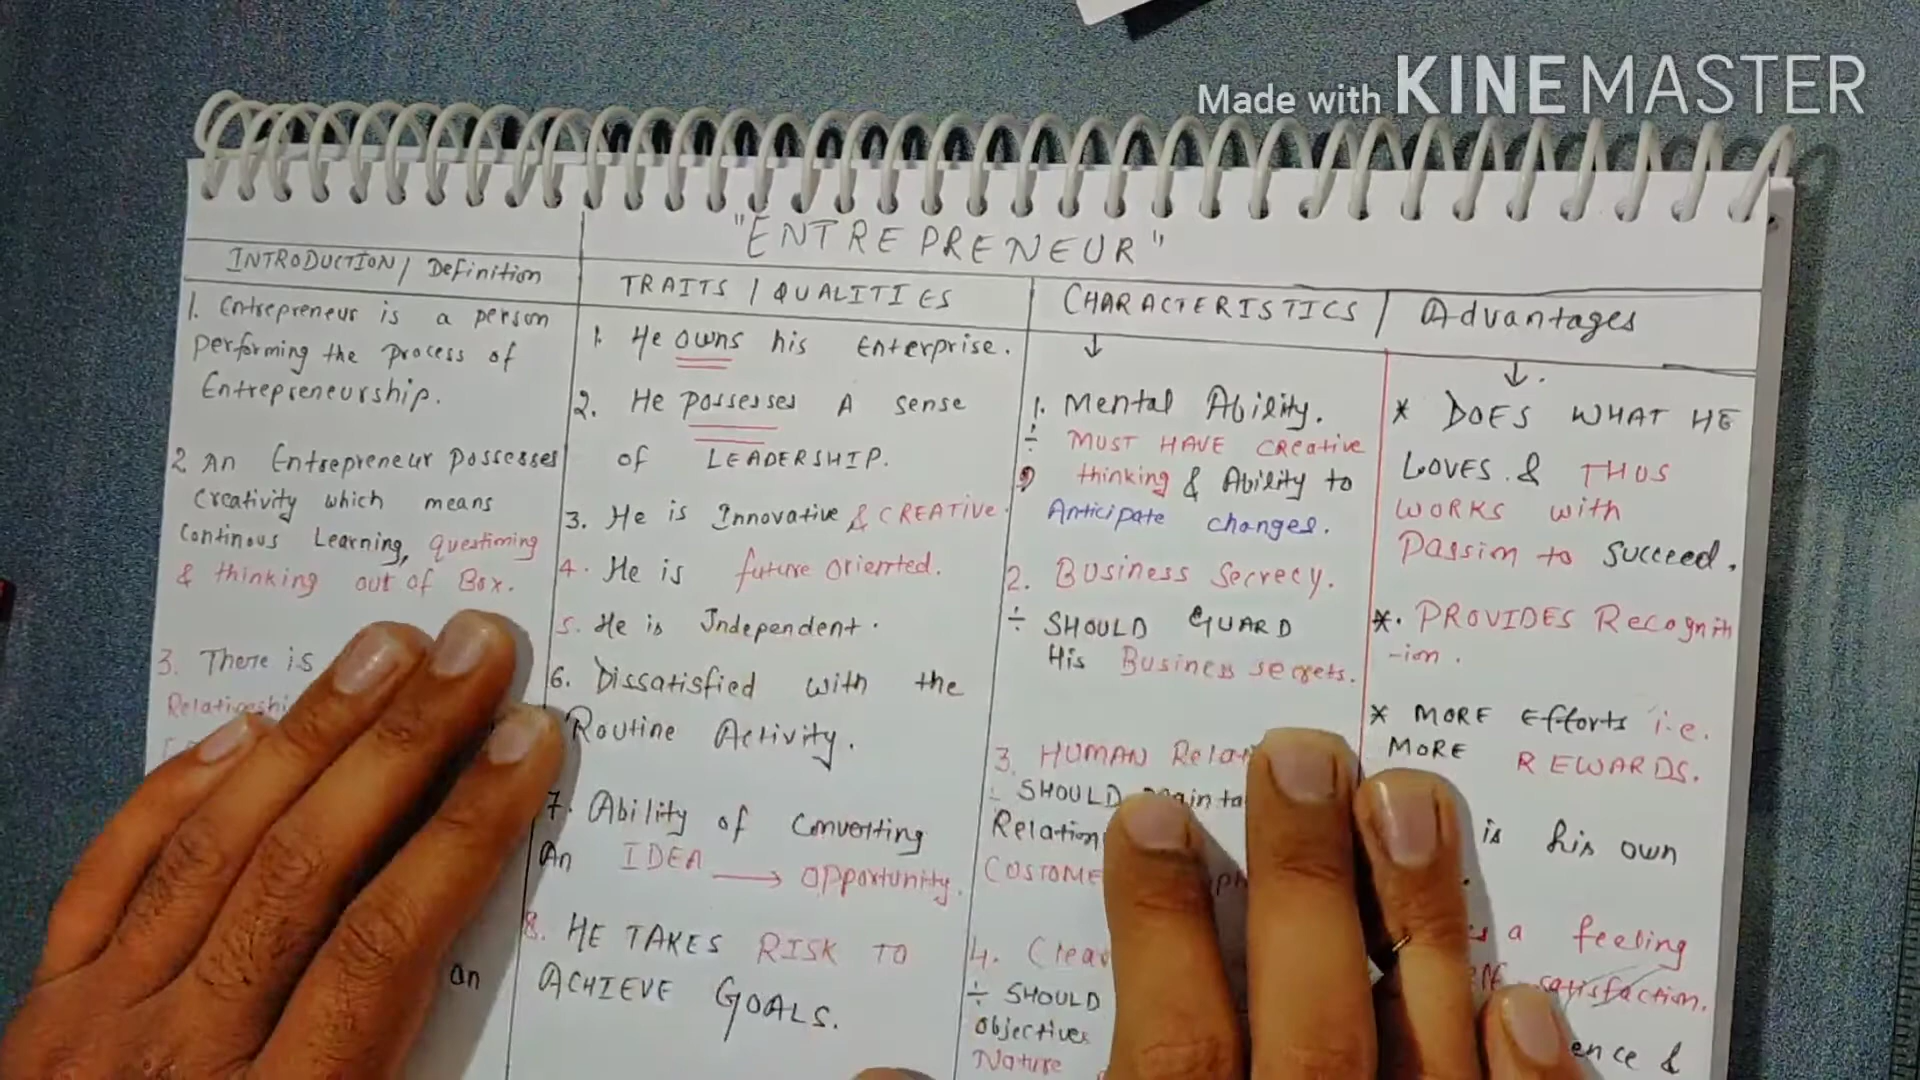 Made with KINEMASTER
"ENTREPRENEUR"
INTRODUCTION / Definition
1. Entrepreneur is a person
performing the process of
Entrepreneurship.
2 An Entrepreneur possesses
Creativity which means
Continous Learning, questioning
& thinking out of Box.
3. There is
an
TRAITS / QUALITIES
1. He owns his Enterprise.
2. He possesses A sense
of LEADERSHIP.
3. He is Innovative & CREATIVE.
4. He is future oriented.
5. He is Independent.
6. Dissatisfied with the
Routine Activity.
7. Ability of Converting
An IDEA → opportunity.
8. HE TAKES RISK TO
ACHIEVE GOALS.
CHARACTERISTICS / Advantages
↓
1. Mental Ability.
÷ MUST HAVE Creative
thinking & Ability to
Anticipate changes.
2. Business Secrecy.
÷ SHOULD GUARD
His Business secrets.
3. HUMAN
SHOULD
4.
÷ SHOULD
Objectives
Nature
↓.
* DOES WHAT HE
LOVES. & THUS
WORKS with
Passion to Succeed.
*. PROVIDES Recognit
-ion.
* MORE Efforts i.e.
MORE REWARDS.
is his own
a feeling
satisfaction.
&